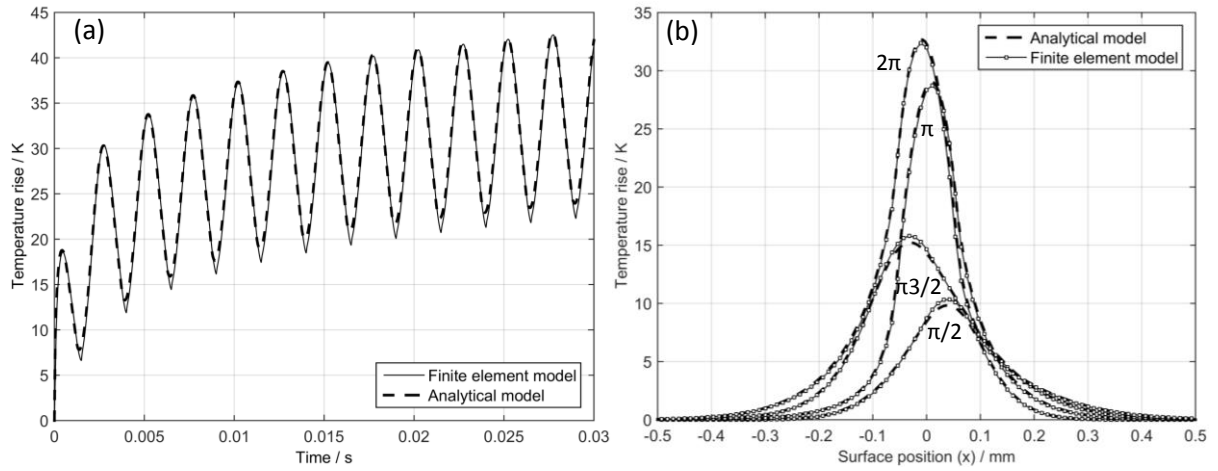 (a)
Temperature rise / K
45
40
35
30
25
20
15
10
5
0
0 0.005 0.01 0.015 0.02 0.025 0.03
Time / s
Finite element model
Analytical model
(b)
Temperature rise / K
35
30
25
20
15
10
5
0
-0.5 -0.4 -0.3 -0.2 -0.1 0 0.1 0.2 0.3 0.4 0.5
Surface position (x) / mm
Analytical model
Finite element model
2π
π
π3/2
π/2